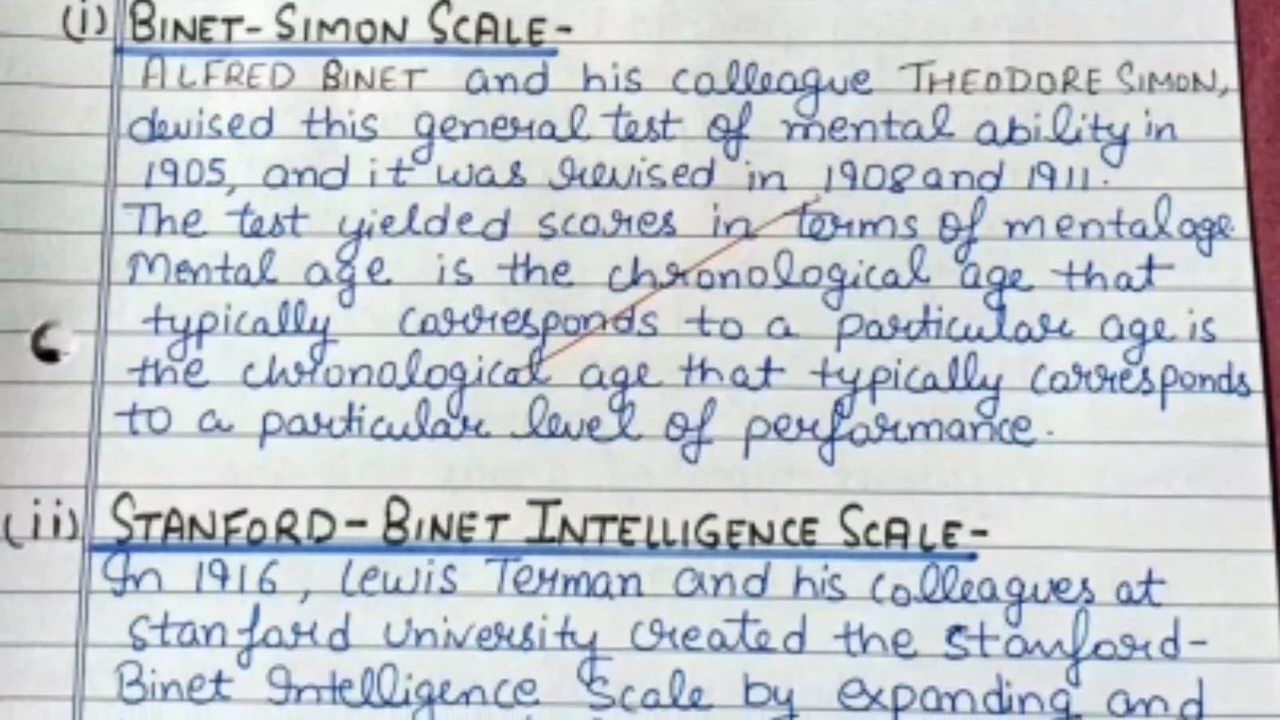 (i) BINET-SIMON SCALE-
ALFRED BINET and his colleague THEODORE SIMON,
devised this general test of mental ability in
1905, and it was revised in 1908 and 1911.
The test yielded scores in terms of mental age.
Mental age is the chronological age that
typically corresponds to a particular age is
the chronological age that typically corresponds
to a particular level of performance.
(ii) STANFORD-BINET INTELLIGENCE SCALE-
In 1916, Lewis Terman and his colleagues at
Stanford University created the Stanford-
Binet Intelligence Scale by expanding and